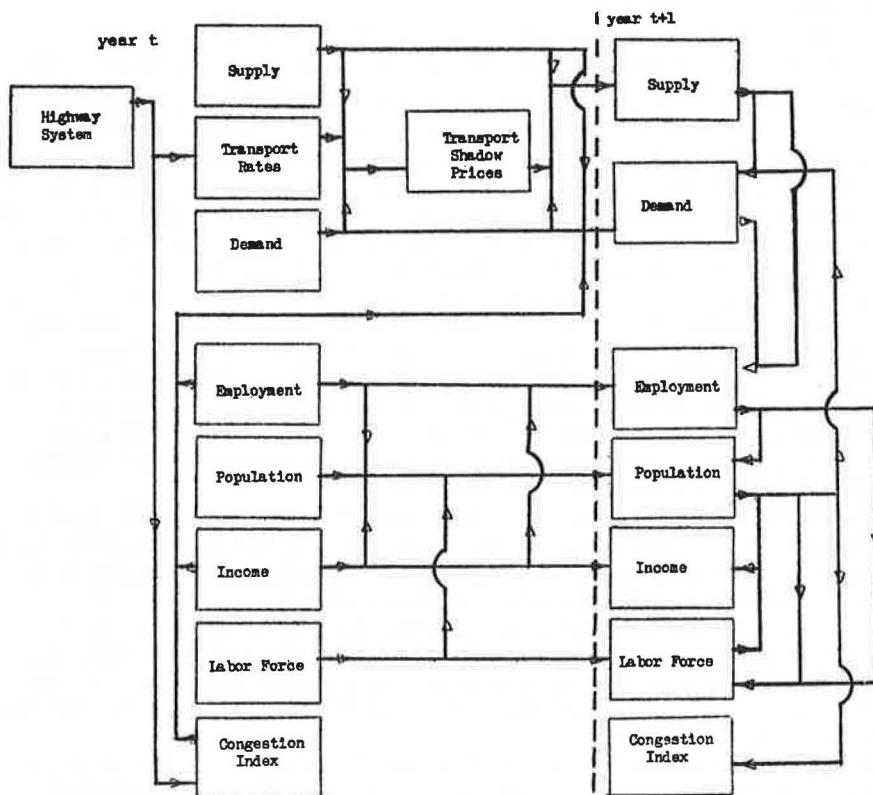 year t
year t+1
Highway
System
Supply
Transport
Rates
Demand
Transport
Shadow
Prices
Employment
Population
Income
Labor Force
Congestion
Index
Supply
Demand
Employment
Population
Income
Labor Force
Congestion
Index